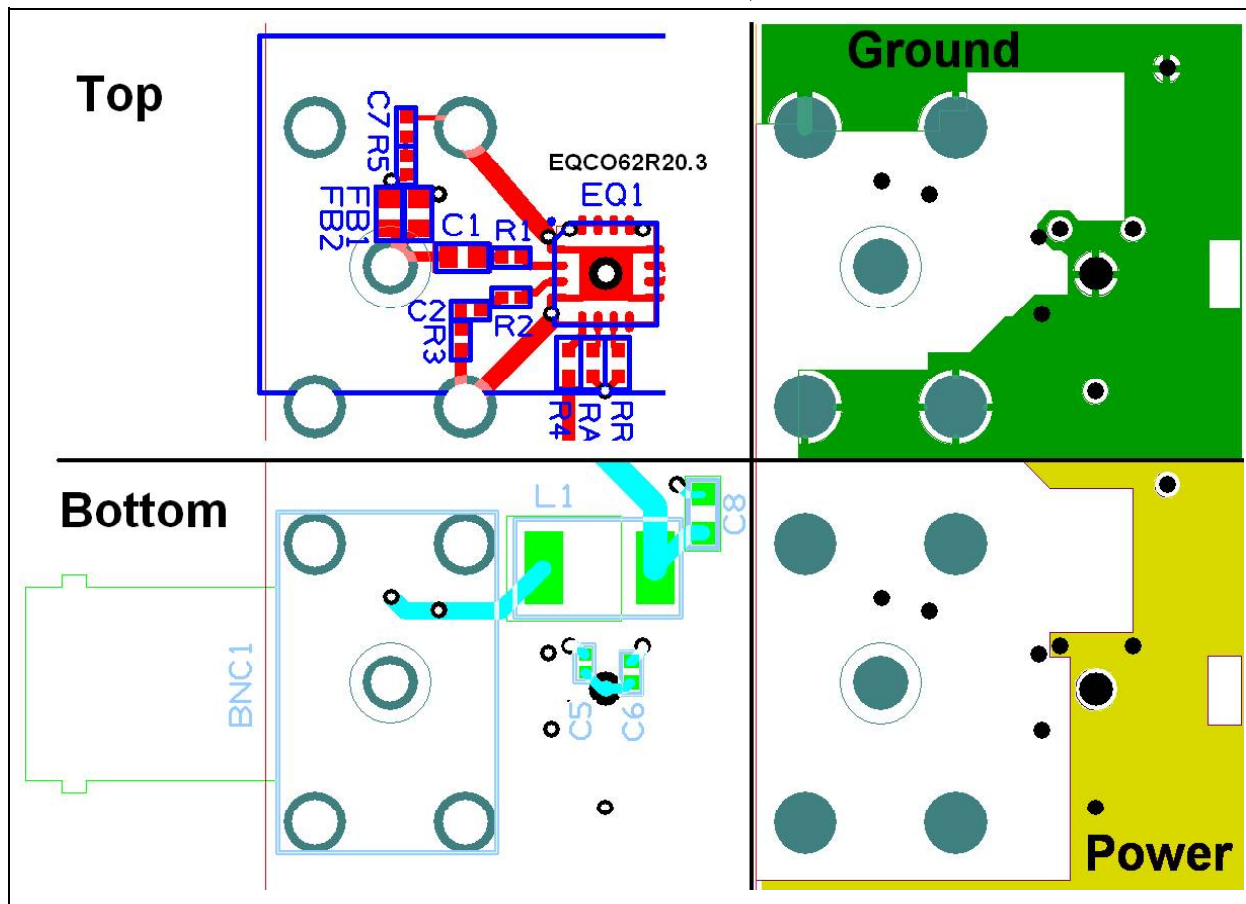 Top
C7
R5
FB1
FB2
C1
R1
EQCO62R20.3
EQ1
C2
R2
R3
R4
RA
RR
Ground
Bottom
L1
C8
BNC1
C5
C6
Power